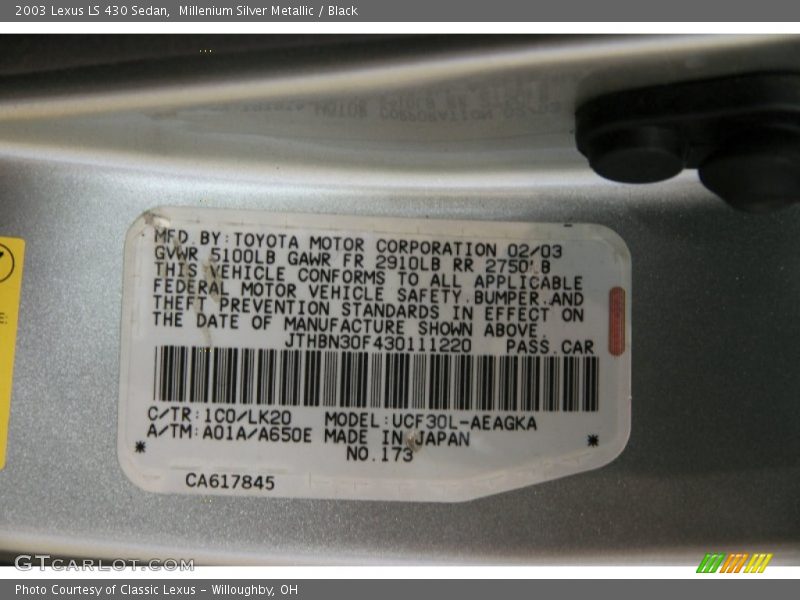 2003 Lexus LS 430 Sedan, Millenium Silver Metallic / Black
MFD. BY: TOYOTA MOTOR CORPORATION 02/03
GVWR 5100LB GAWR FR 2910LB RR 2750LB
THIS VEHICLE CONFORMS TO ALL APPLICABLE
FEDERAL MOTOR VEHICLE SAFETY, BUMPER, AND
THEFT PREVENTION STANDARDS IN EFFECT ON
THE DATE OF MANUFACTURE SHOWN ABOVE.
JTHBN30F430111220 PASS. CAR
C/TR: 1C0/LK20 MODEL: UCF30L-AEAGKA
A/TM: A01A/A650E MADE IN JAPAN
* NO. 173 *
CA617845
GTCARLOT.COM
Photo Courtesy of Classic Lexus - Willoughby, OH